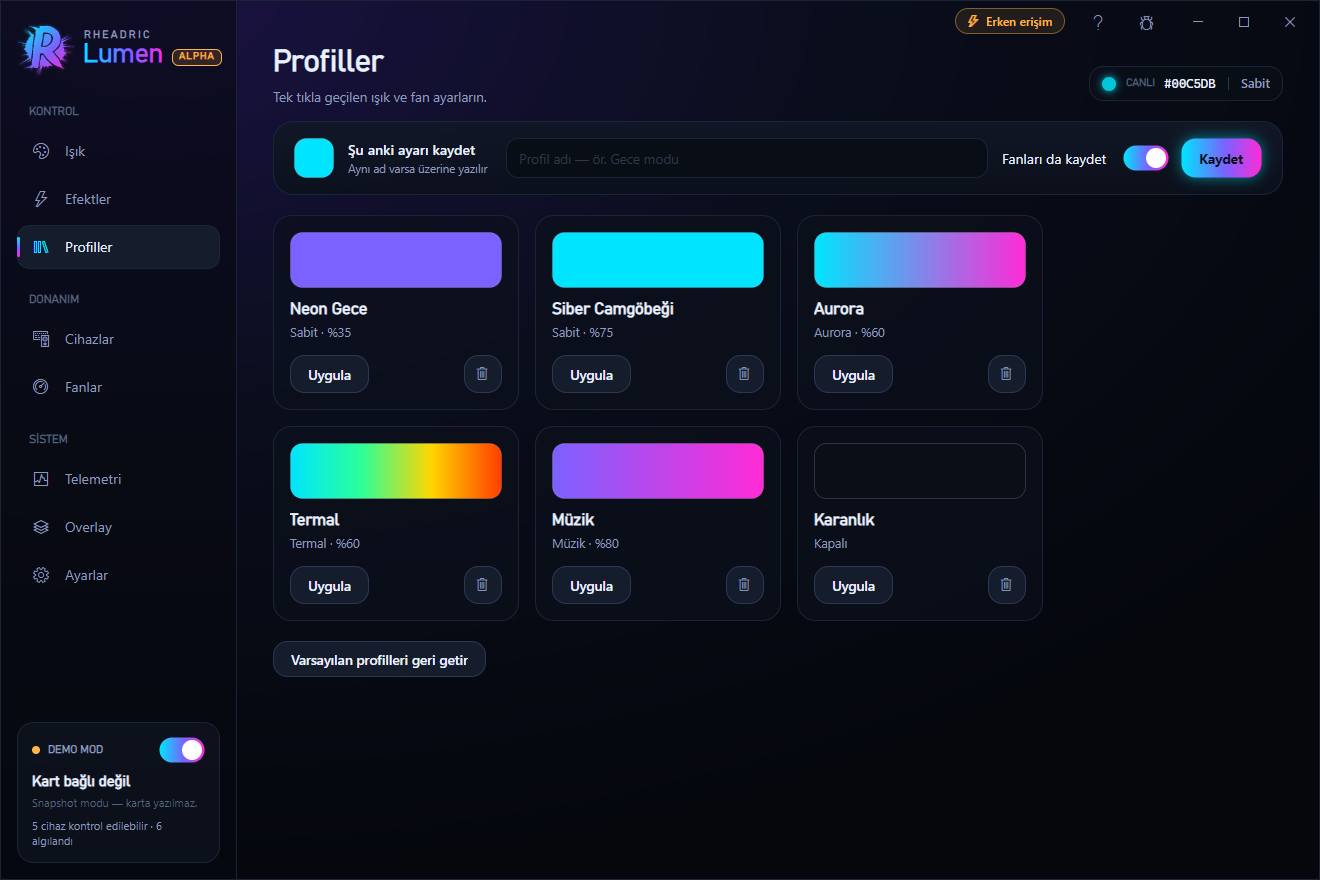 RHEADRIC
Lumen ALPHA
Erken erişim
KONTROL
Işık
Efektler
Profiller
DONANIM
Cihazlar
Fanlar
SİSTEM
Telemetri
Overlay
Ayarlar
DEMO MOD
Kart bağlı değil
Snapshot modu — karta yazılmaz.
5 cihaz kontrol edilebilir · 6
algılandı
Profiller
Tek tıkla geçilen ışık ve fan ayarların.
CANLI #00C5DB Sabit
Şu anki ayarı kaydet
Aynı ad varsa üzerine yazılır
Profil adı — ör. Gece modu
Fanları da kaydet
Kaydet
Neon Gece
Sabit · %35
Uygula
Siber Camgöbeği
Sabit · %75
Uygula
Aurora
Aurora · %60
Uygula
Termal
Termal · %60
Uygula
Müzik
Müzik · %80
Uygula
Karanlık
Kapalı
Uygula
Varsayılan profilleri geri getir